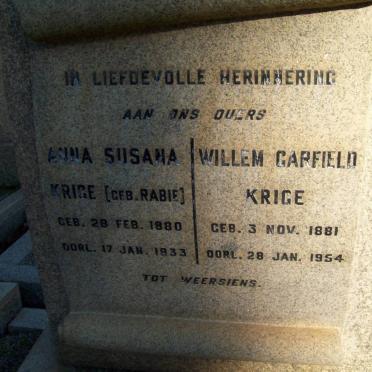 IN LIEFDEVOLLE HERINNERING
AAN ONS OUERS
ANNA SUSANA
KRIGE [GEB. RABIE]
GEB. 28 FEB. 1880
OORL. 17 JAN. 1933
WILLEM GARFIELD
KRIGE
GEB. 3 NOV. 1881
OORL. 28 JAN. 1954
TOT WEERSIENS.